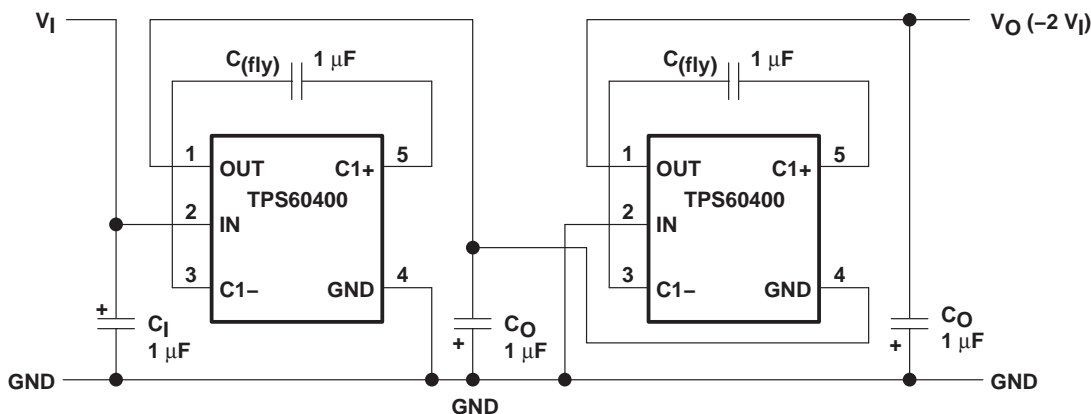 VI
VO (−2 VI)
C(fly) 1 μF
C(fly) 1 μF
1 OUT C1+ 5
TPS60400
2 IN
3 C1− GND 4
1 OUT C1+ 5
TPS60400
2 IN
3 C1− GND 4
+ CI
1 μF
+ CO
1 μF
+ CO
1 μF
GND
GND
GND